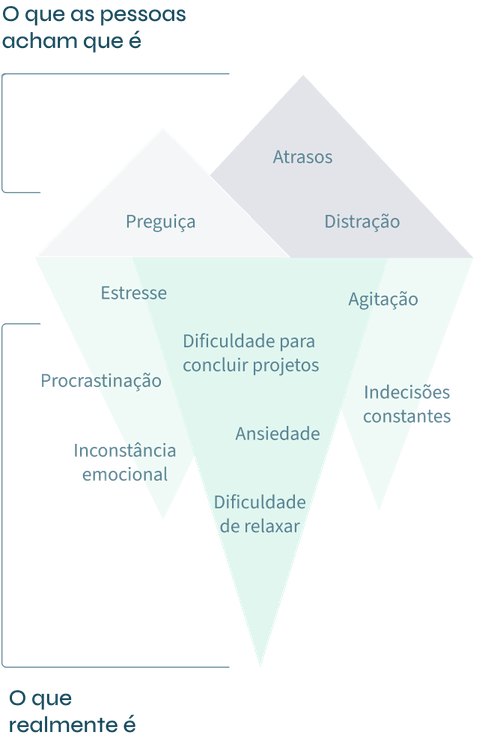 O que as pessoas
acham que é
Atrasos
Preguiça
Distração
Estresse
Agitação
Dificuldade para
concluir projetos
Procrastinação
Indecisões
constantes
Ansiedade
Inconstância
emocional
Dificuldade
de relaxar
O que
realmente é